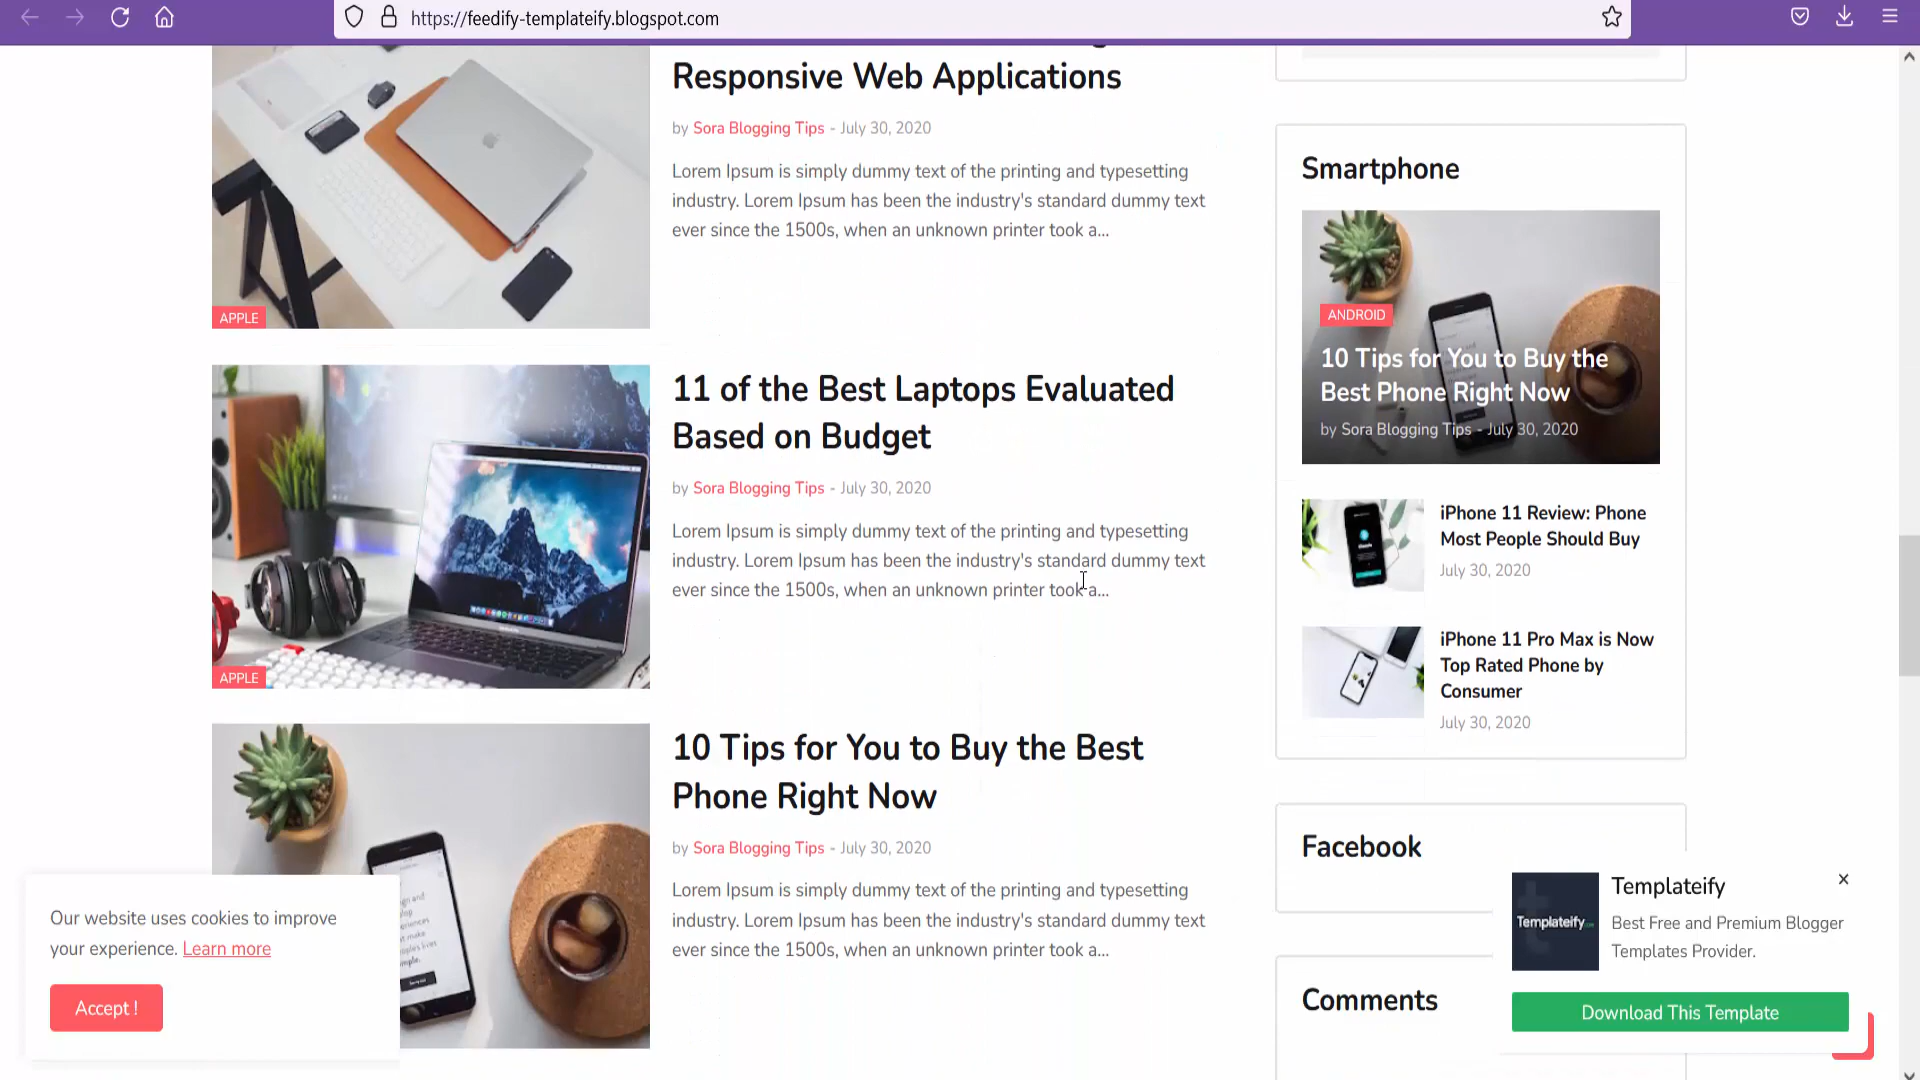 https://feedify-templateify.blogspot.com
Responsive Web Applications
by Sora Blogging Tips - July 30, 2020
Lorem Ipsum is simply dummy text of the printing and typesetting
industry. Lorem Ipsum has been the industry's standard dummy text
ever since the 1500s, when an unknown printer took a...
APPLE
11 of the Best Laptops Evaluated
Based on Budget
by Sora Blogging Tips - July 30, 2020
Lorem Ipsum is simply dummy text of the printing and typesetting
industry. Lorem Ipsum has been the industry's standard dummy text
ever since the 1500s, when an unknown printer took a...
APPLE
10 Tips for You to Buy the Best
Phone Right Now
by Sora Blogging Tips - July 30, 2020
Lorem Ipsum is simply dummy text of the printing and typesetting
industry. Lorem Ipsum has been the industry's standard dummy text
ever since the 1500s, when an unknown printer took a...
Smartphone
ANDROID
10 Tips for You to Buy the
Best Phone Right Now
by Sora Blogging Tips - July 30, 2020
iPhone 11 Review: Phone
Most People Should Buy
July 30, 2020
iPhone 11 Pro Max is Now
Top Rated Phone by
Consumer
July 30, 2020
Facebook
Comments
Our website uses cookies to improve
your experience. Learn more
Accept !
Templateify
Templateify
Best Free and Premium Blogger
Templates Provider.
Download This Template